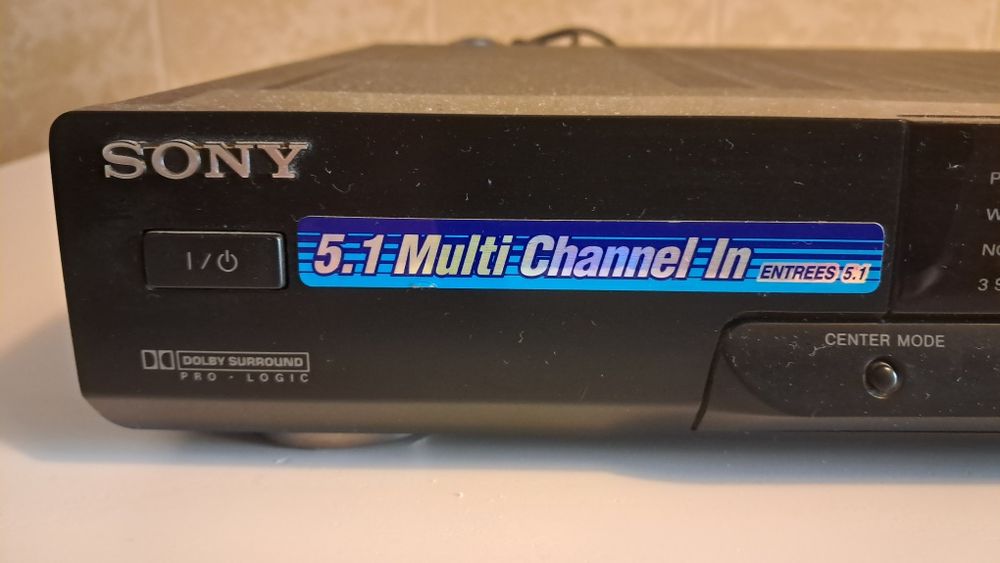 SONY
I / ⏻
5.1 Multi Channel In ENTREES 5.1
DOLBY SURROUND
PRO · LOGIC
CENTER MODE